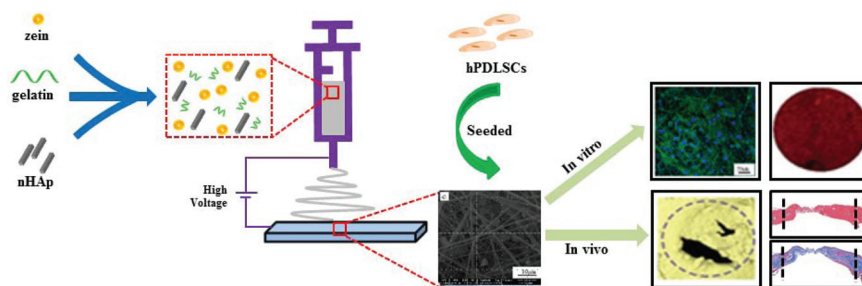 zein
gelatin
nHAp
High
Voltage
hPDLSCs
Seeded
In vitro
In vivo